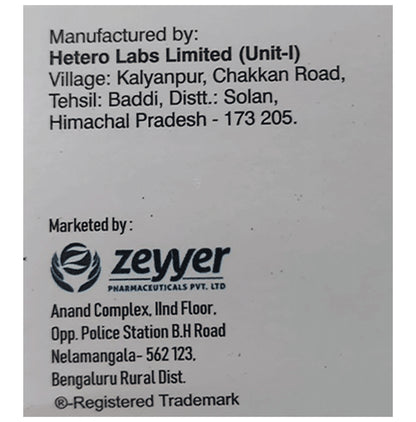 Manufactured by:
Hetero Labs Limited (Unit-I)
Village: Kalyanpur, Chakkan Road,
Tehsil: Baddi, Distt.: Solan,
Himachal Pradesh - 173 205.
Marketed by :
zeyyer
PHARMACEUTICALS PVT. LTD
Anand Complex, IInd Floor,
Opp. Police Station B.H Road
Nelamangala- 562 123,
Bengaluru Rural Dist.
®-Registered Trademark